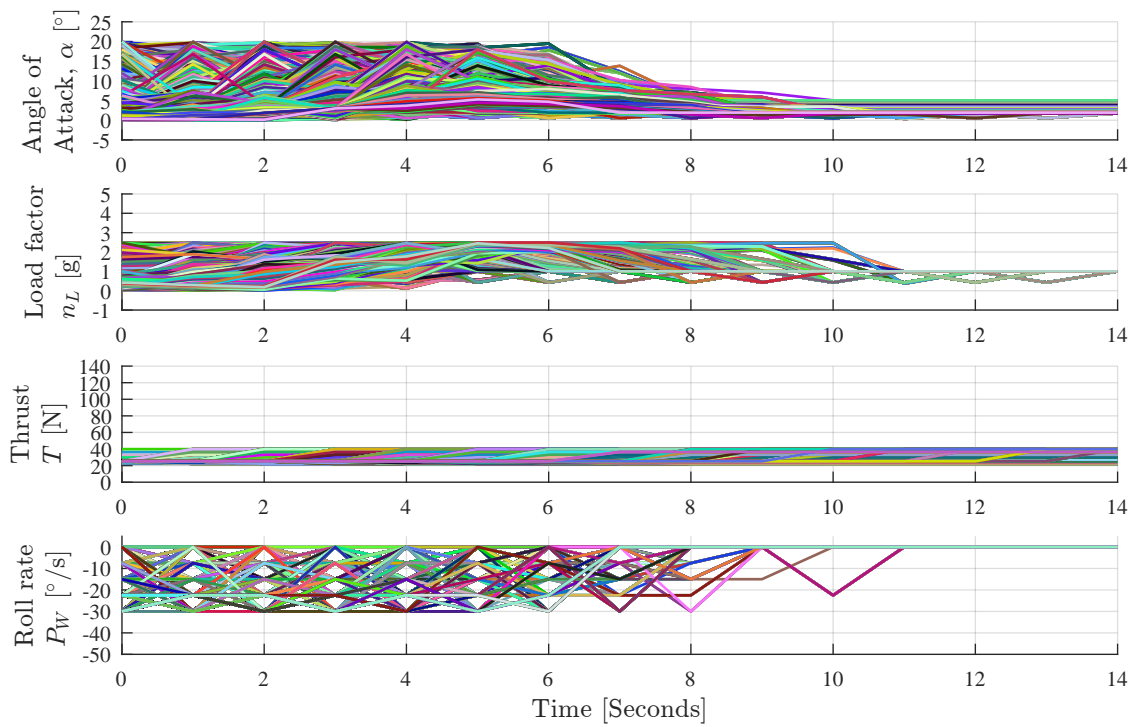 Angle of
Attack, α [°]
25
20
15
10
5
0
-5
0 2 4 6 8 10 12 14
Load factor
n_L [g]
5
4
3
2
1
0
-1
0 2 4 6 8 10 12 14
Thrust
T [N]
140
120
100
80
60
40
20
0
0 2 4 6 8 10 12 14
Roll rate
P_W [°/s]
0
-10
-20
-30
-40
-50
0 2 4 6 8 10 12 14
Time [Seconds]